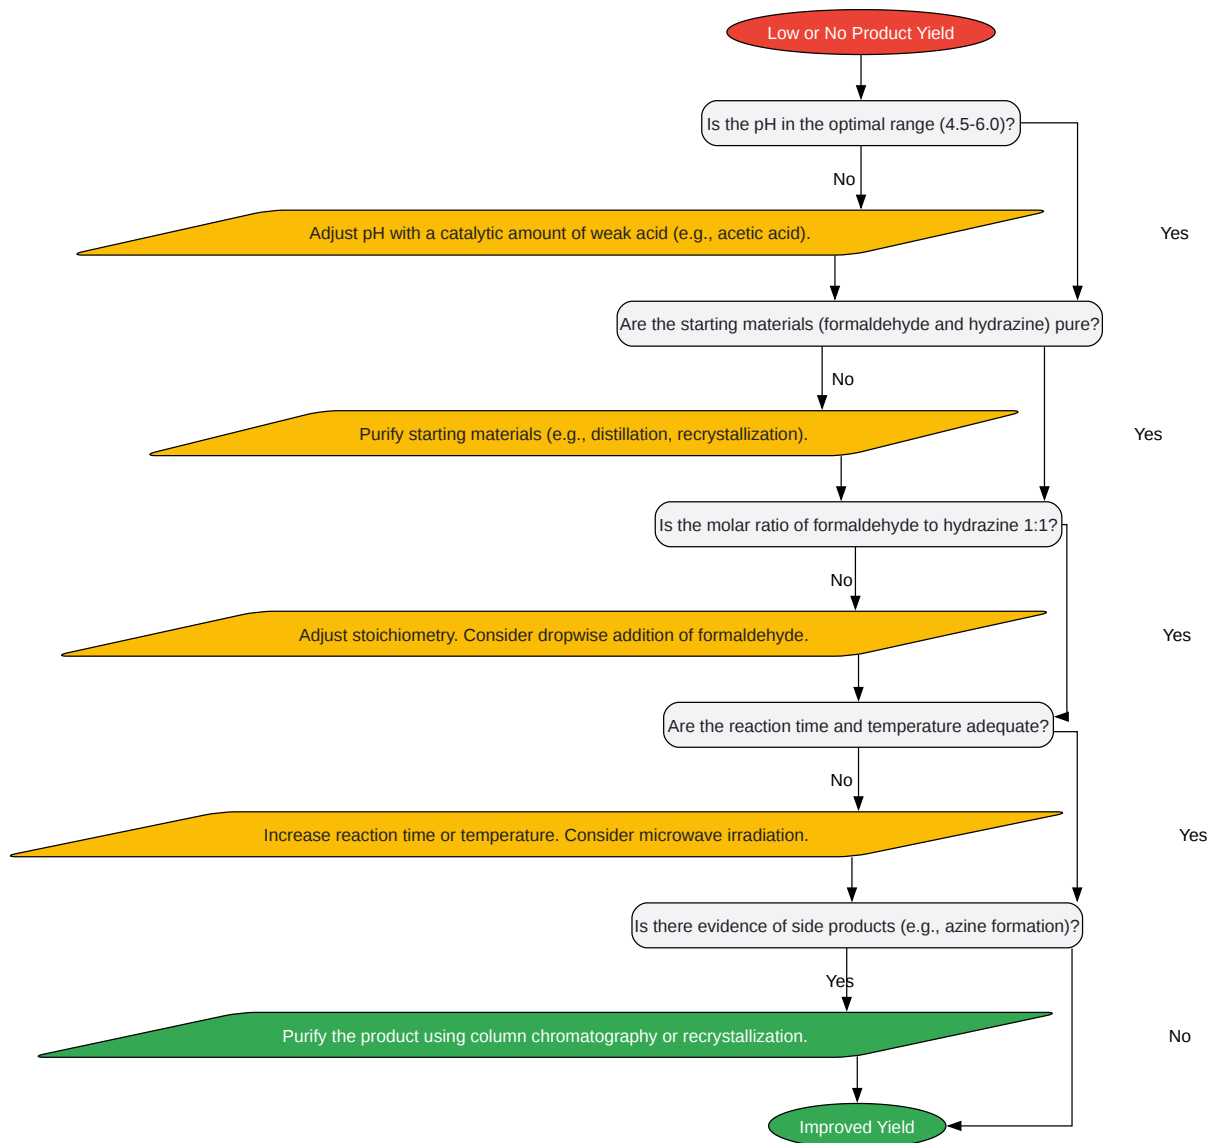 Low or No Product Yield
Is the pH in the optimal range (4.5-6.0)?
No
Adjust pH with a catalytic amount of weak acid (e.g., acetic acid).
Yes
Are the starting materials (formaldehyde and hydrazine) pure?
No
Purify starting materials (e.g., distillation, recrystallization).
Yes
Is the molar ratio of formaldehyde to hydrazine 1:1?
No
Adjust stoichiometry. Consider dropwise addition of formaldehyde.
Yes
Are the reaction time and temperature adequate?
No
Increase reaction time or temperature. Consider microwave irradiation.
Yes
Is there evidence of side products (e.g., azine formation)?
Yes
Purify the product using column chromatography or recrystallization.
No
Improved Yield